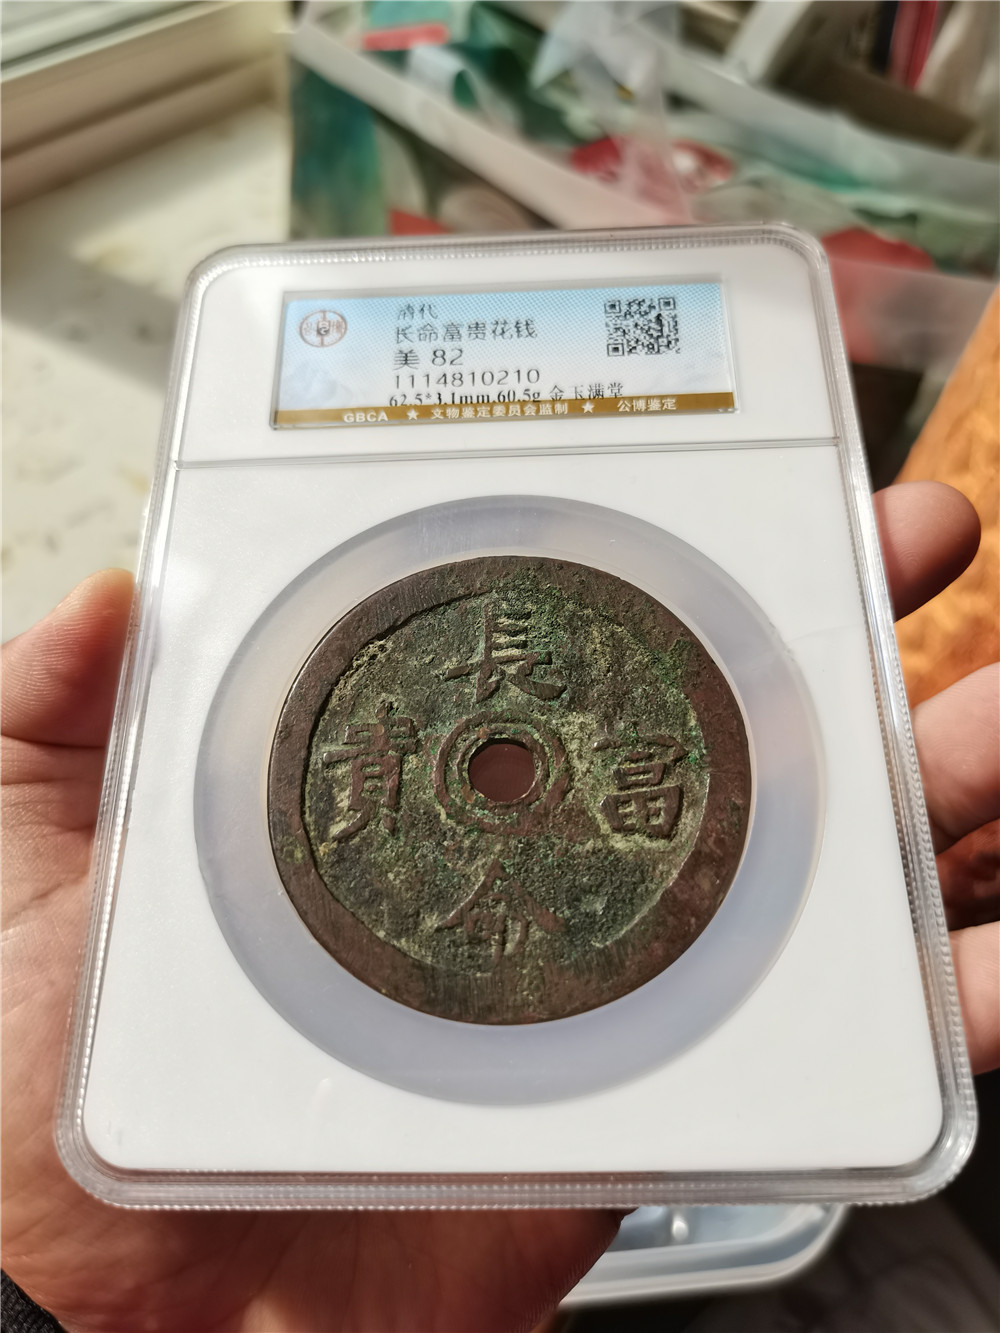 清代
长命富贵花钱
美 82
1114810210
62.5*3.1mm,60.5g 金玉满堂
GBCA ★ 文物鉴定委员会监制 ★ 公博鉴定
長
貴 富
命